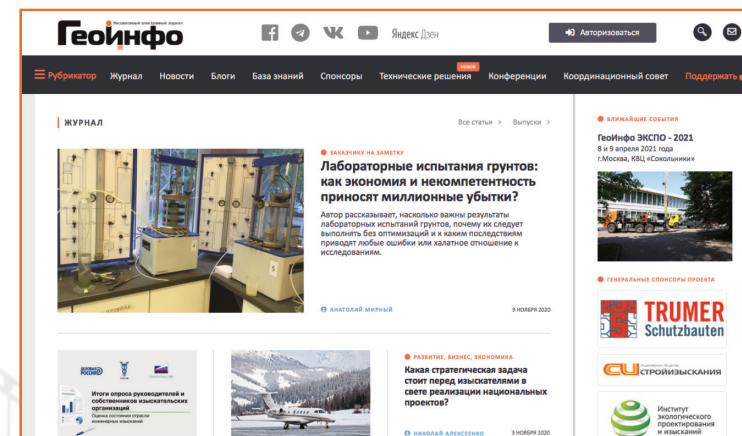 Независимый электронный журнал
Геоинфо
Яндекс Дзен
Авторизоваться
Рубрикатор Журнал Новости Блоги База знаний Спонсоры Технические решения Конференции Координационный совет Поддержать
НОВОЕ
ЖУРНАЛ
Все статьи > Выпуски >
ЗАКАЗЧИКУ НА ЗАМЕТКУ
Лабораторные испытания грунтов:
как экономия и некомпетентность
приносят миллионные убытки?
Автор рассказывает, насколько важны результаты
лабораторных испытаний грунтов, почему их следует
выполнять без оптимизаций и к каким последствиям
приводят любые ошибки или халатное отношение к
исследованиям.
АНАТОЛИЙ МИРНЫЙ
9 НОЯБРЯ 2020
Итоги опроса руководителей и
собственников изыскательских
организаций
Оценка состояния отрасли
инженерных изысканий
РАЗВИТИЕ, БИЗНЕС, ЭКОНОМИКА
Какая стратегическая задача
стоит перед изыскателями в
свете реализации национальных
проектов?
НИКОЛАЙ АЛЕКСЕЕНКО
3 НОЯБРЯ 2020
БЛИЖАЙШИЕ СОБЫТИЯ
ГеоИнфо ЭКСПО - 2021
8 и 9 апреля 2021 года
г.Москва, КВЦ «Сокольники»
ГЕНЕРАЛЬНЫЕ СПОНСОРЫ ПРОЕКТА
TRUMER
Schutzbauten
СТРОЙИЗЫСКАНИЯ
Институт
экологического
проектирования
и изысканий